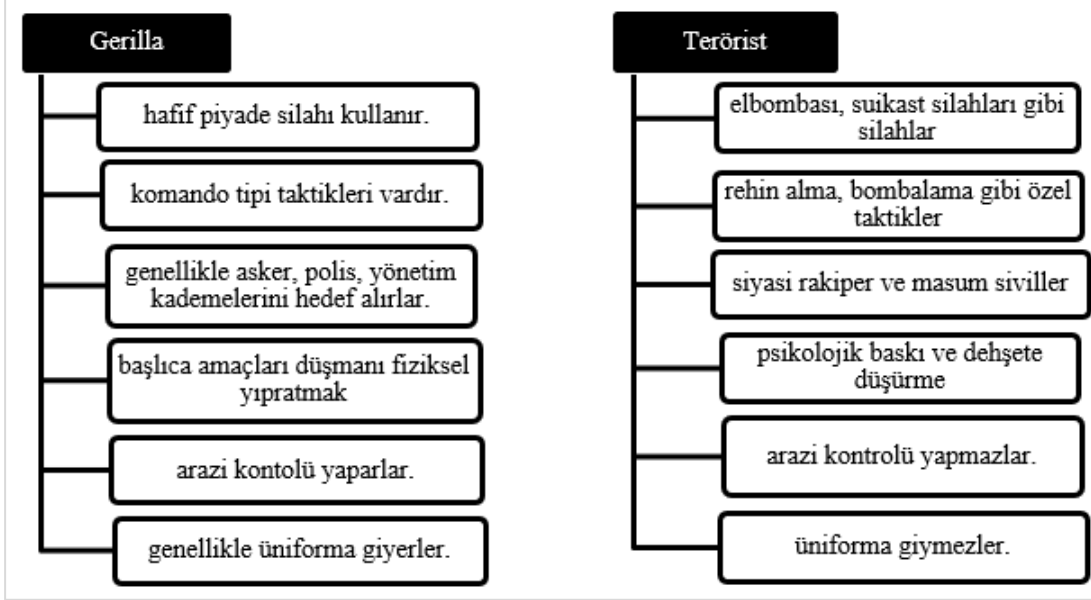 Gerilla
hafif piyade silahı kullanır.
komando tipi taktikleri vardır.
genellikle asker, polis, yönetim
kademelerini hedef alırlar.
başlıca amaçları düşmanı fiziksel
yıpratmak
arazi kontolü yaparlar.
genellikle üniforma giyerler.
Terörist
elbombası, suikast silahları gibi
silahlar
rehin alma, bombalama gibi özel
taktikler
siyasi rakiper ve masum siviller
psikolojik baskı ve dehşete
düşürme
arazi kontrolü yapmazlar.
üniforma giymezler.